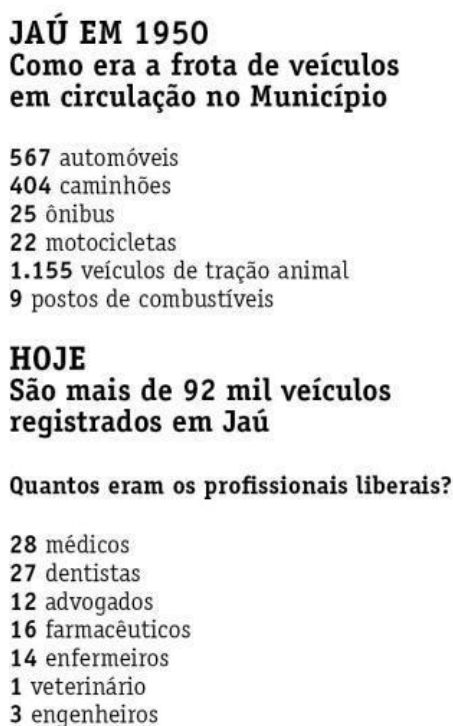 JAÚ EM 1950
Como era a frota de veículos
em circulação no Município
567 automóveis
404 caminhões
25 ônibus
22 motocicletas
1.155 veículos de tração animal
9 postos de combustíveis
HOJE
São mais de 92 mil veículos
registrados em Jaú
Quantos eram os profissionais liberais?
28 médicos
27 dentistas
12 advogados
16 farmacêuticos
14 enfermeiros
1 veterinário
3 engenheiros